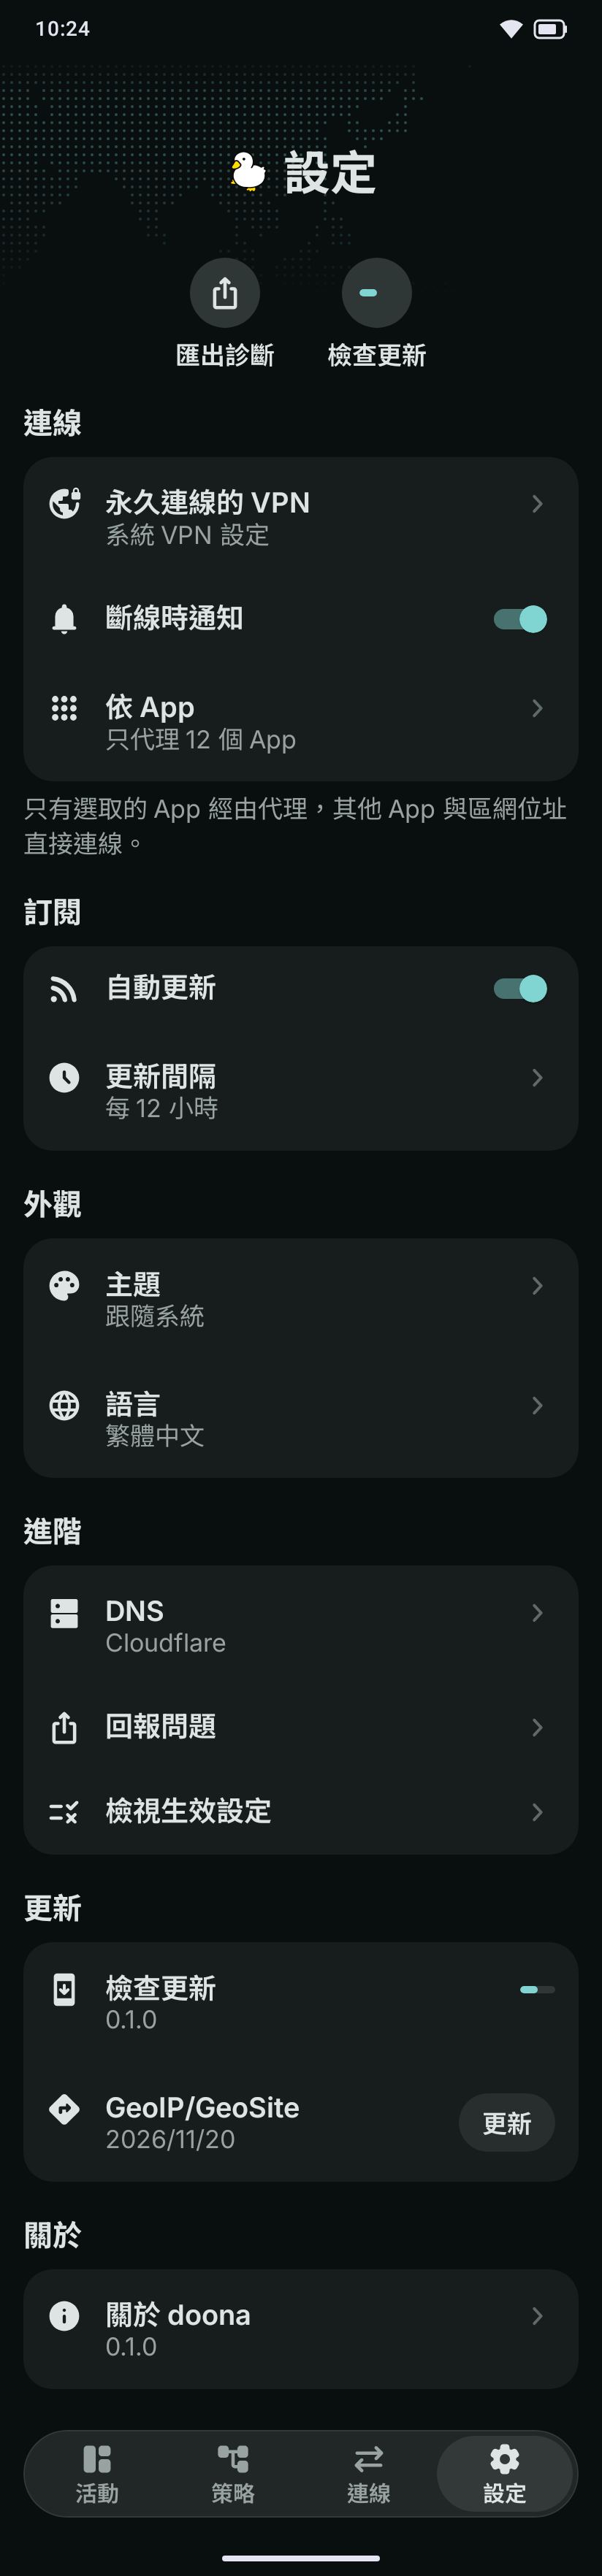 10:24
設定
匯出診斷
檢查更新
連線
永久連線的 VPN
系統 VPN 設定
斷線時通知
依 App
只代理 12 個 App
只有選取的 App 經由代理，其他 App 與區網位址
直接連線。
訂閱
自動更新
更新間隔
每 12 小時
外觀
主題
跟隨系統
語言
繁體中文
進階
DNS
Cloudflare
回報問題
檢視生效設定
更新
檢查更新
0.1.0
GeoIP/GeoSite
2026/11/20
更新
關於
關於 doona
0.1.0
活動
策略
連線
設定